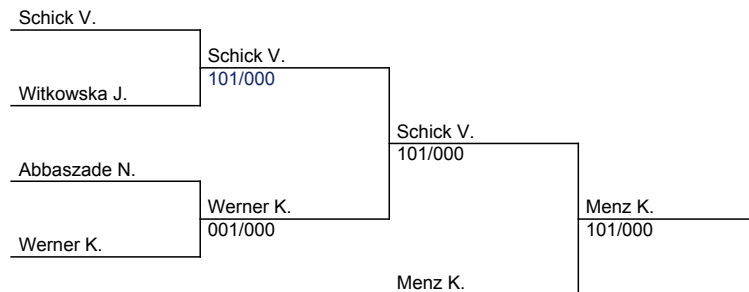 Schick V.
Schick V.
101/000
Witkowska J.
Schick V.
101/000
Abbaszade N.
Werner K.
001/000
Menz K.
101/000
Werner K.
Menz K.